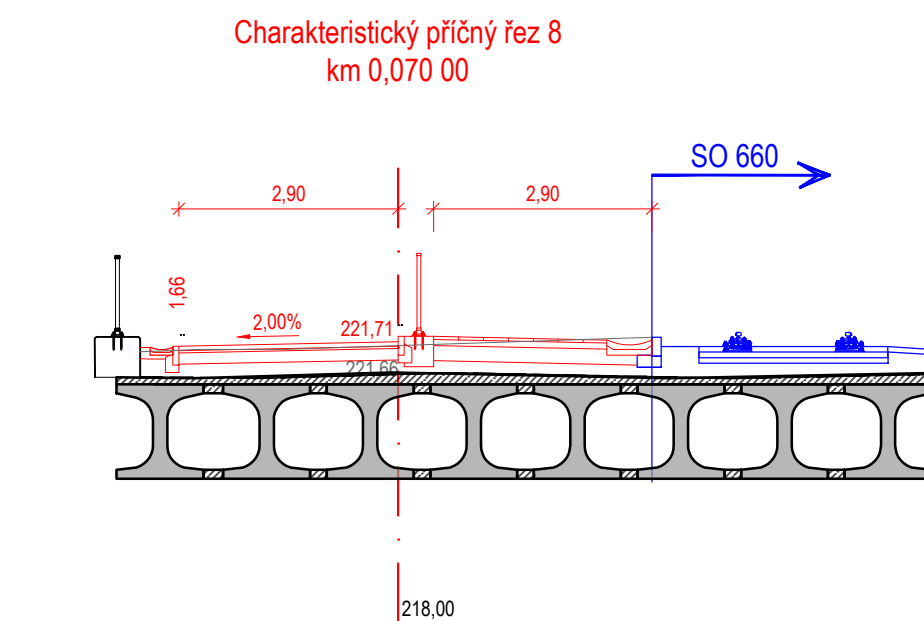 Charakteristický příčný řez 8
km 0,070 00
SO 660
2,90
2,90
1,66
2,00%
221,71
221,66
218,00